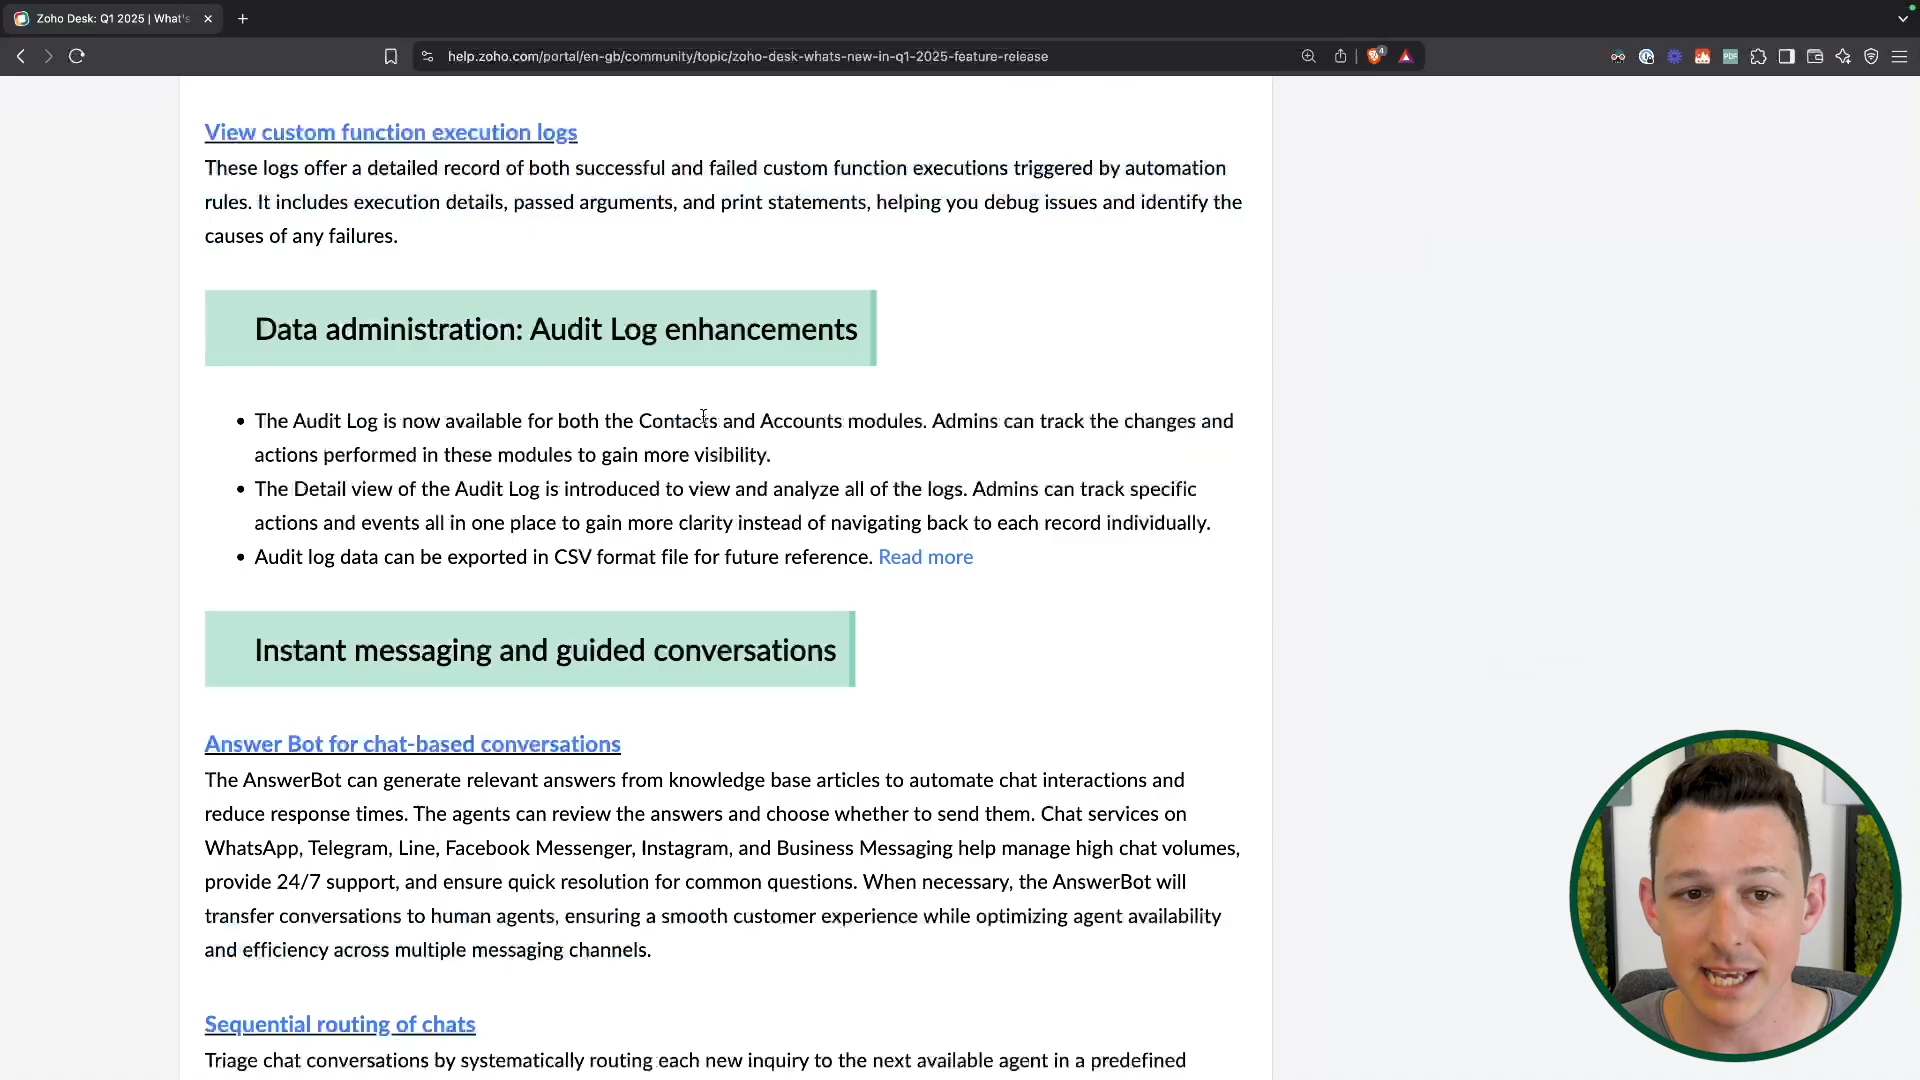 Zoho Desk: Q1 2025 | What's
help.zoho.com/portal/en-gb/community/topic/zoho-desk-whats-new-in-q1-2025-feature-release
4
PDF
View custom function execution logs
These logs offer a detailed record of both successful and failed custom function executions triggered by automation
rules. It includes execution details, passed arguments, and print statements, helping you debug issues and identify the
causes of any failures.
Data administration: Audit Log enhancements
• The Audit Log is now available for both the Contacts and Accounts modules. Admins can track the changes and
actions performed in these modules to gain more visibility.
• The Detail view of the Audit Log is introduced to view and analyze all of the logs. Admins can track specific
actions and events all in one place to gain more clarity instead of navigating back to each record individually.
• Audit log data can be exported in CSV format file for future reference. Read more
Instant messaging and guided conversations
Answer Bot for chat-based conversations
The AnswerBot can generate relevant answers from knowledge base articles to automate chat interactions and
reduce response times. The agents can review the answers and choose whether to send them. Chat services on
WhatsApp, Telegram, Line, Facebook Messenger, Instagram, and Business Messaging help manage high chat volumes,
provide 24/7 support, and ensure quick resolution for common questions. When necessary, the AnswerBot will
transfer conversations to human agents, ensuring a smooth customer experience while optimizing agent availability
and efficiency across multiple messaging channels.
Sequential routing of chats
Triage chat conversations by systematically routing each new inquiry to the next available agent in a predefined